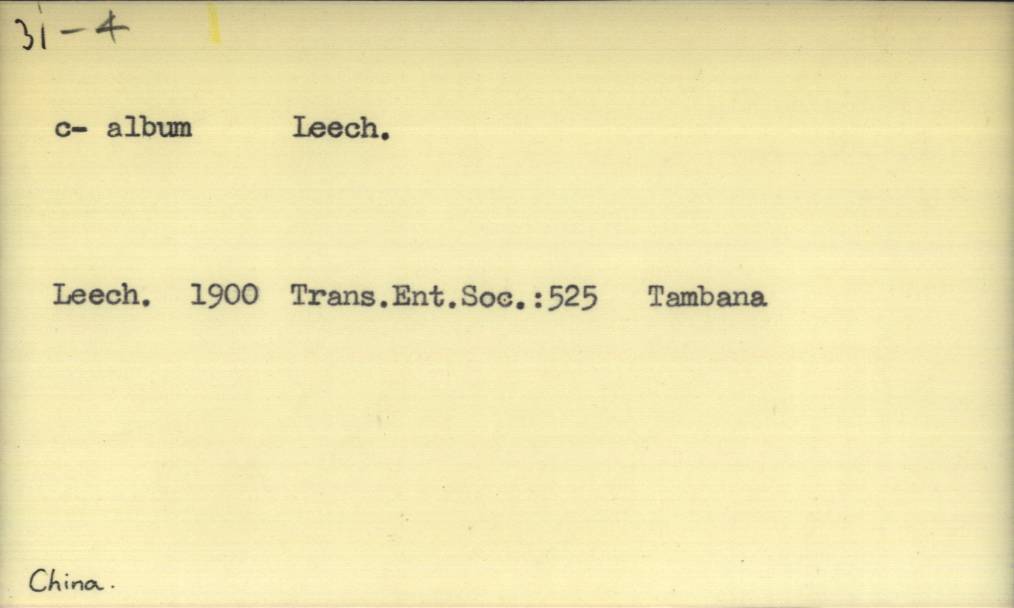 31-4
c- album Leech.
Leech. 1900 Trans.Ent.Soc.:525 Tambana
China.